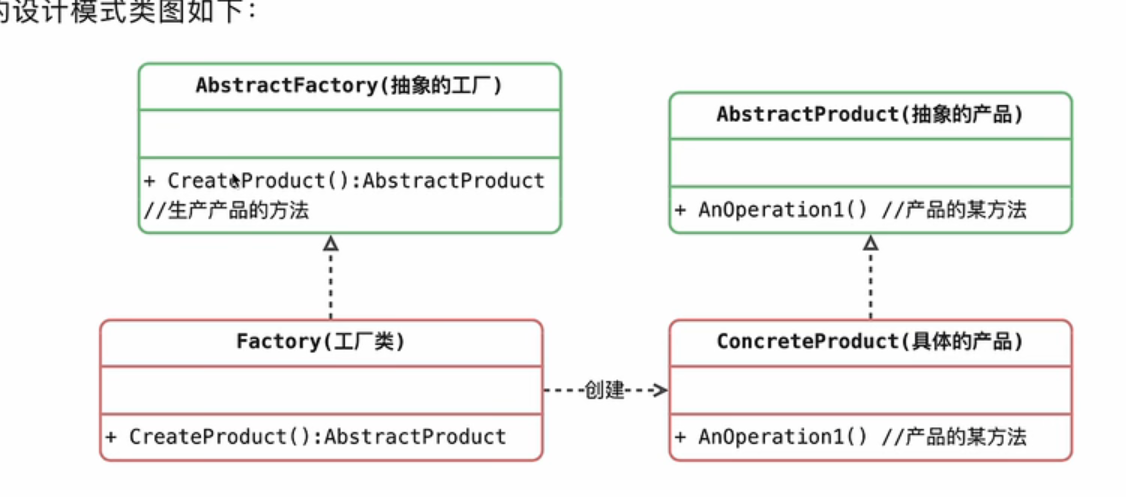 的设计模式类图如下：
AbstractFactory(抽象的工厂)
+ CreateProduct():AbstractProduct
//生产产品的方法
AbstractProduct(抽象的产品)
+ AnOperation1() //产品的某方法
Factory(工厂类)
+ CreateProduct():AbstractProduct
创建
ConcreteProduct(具体的产品)
+ AnOperation1() //产品的某方法